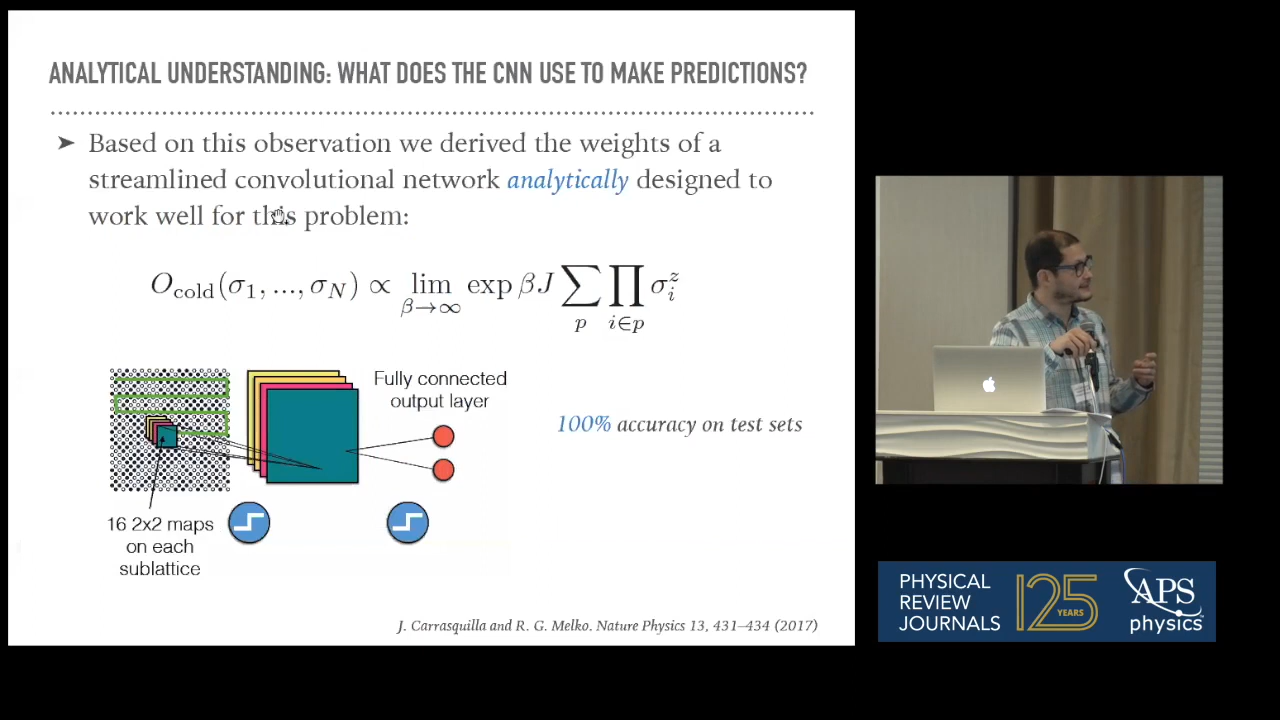 ANALYTICAL UNDERSTANDING: WHAT DOES THE CNN USE TO MAKE PREDICTIONS?
➤ Based on this observation we derived the weights of a
streamlined convolutional network analytically designed to
work well for this problem:
O_cold(σ_1, ..., σ_N) ∝ lim_{β→∞} exp βJ ∑_p ∏_{i∈p} σ_i^z
Fully connected
output layer
100% accuracy on test sets
16 2x2 maps
on each
sublattice
J. Carrasquilla and R. G. Melko. Nature Physics 13, 431–434 (2017)
PHYSICAL
REVIEW
JOURNALS
125
YEARS
APS
physics